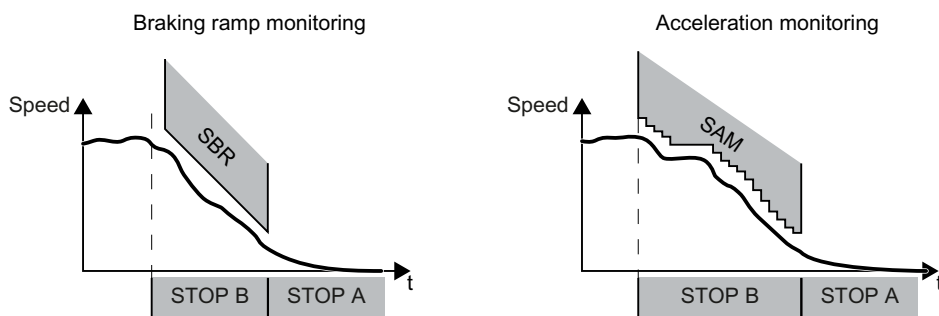 Braking ramp monitoring
Speed
SBR
t
STOP B
STOP A
Acceleration monitoring
Speed
SAM
t
STOP B
STOP A